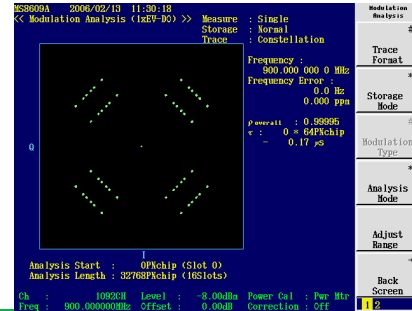 MS8609A 2006/02/13 11:30:18
<< Modulation Analysis (1xEV-DO) >> Measure : Single
Storage : Normal
Trace : Constellation
Frequency :
900.000 000 0 MHz
Frequency Error :
0.0 Hz
0.000 ppm
ρ overall : 0.99995
τ : 0 * 64PNchip
- 0.17 μs
Q
I
Analysis Start : 0PNchip (Slot 0)
Analysis Length : 32768PNchip (16Slots)
Ch : 1092CH Level : -8.00dBm Power Cal : Pwr Mtr
Freq : 900.000000MHz Offset : 0.00dB Correction : Off
Modulation
Analysis
#
Trace
Format
*
Storage
Mode
#
Modulation
Type
*
Analysis
Mode
Adjust
Range
→
Back
Screen
1 2